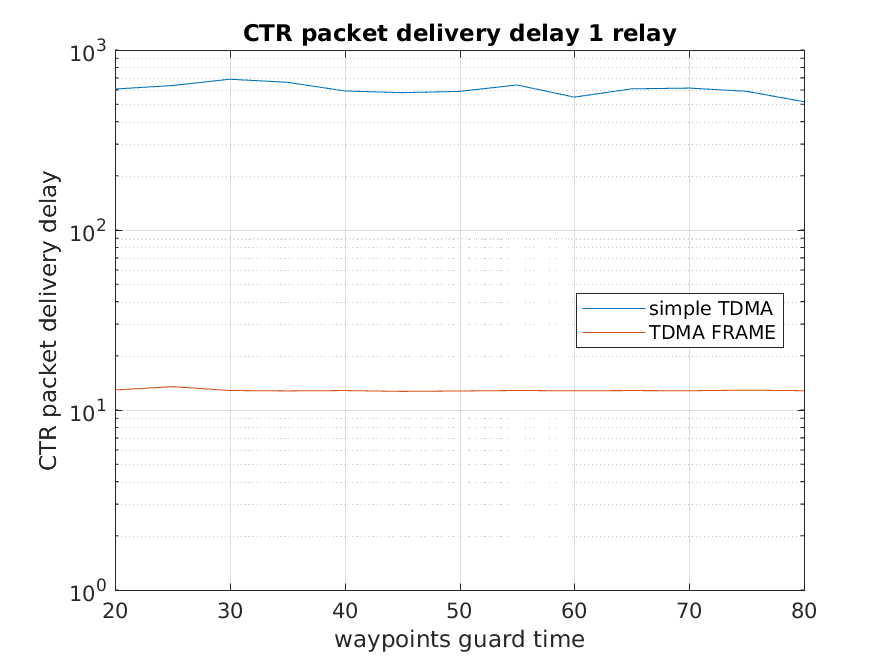 CTR packet delivery delay 1 relay
10³
10²
10¹
10⁰
CTR packet delivery delay
simple TDMA
TDMA FRAME
20 30 40 50 60 70 80
waypoints guard time